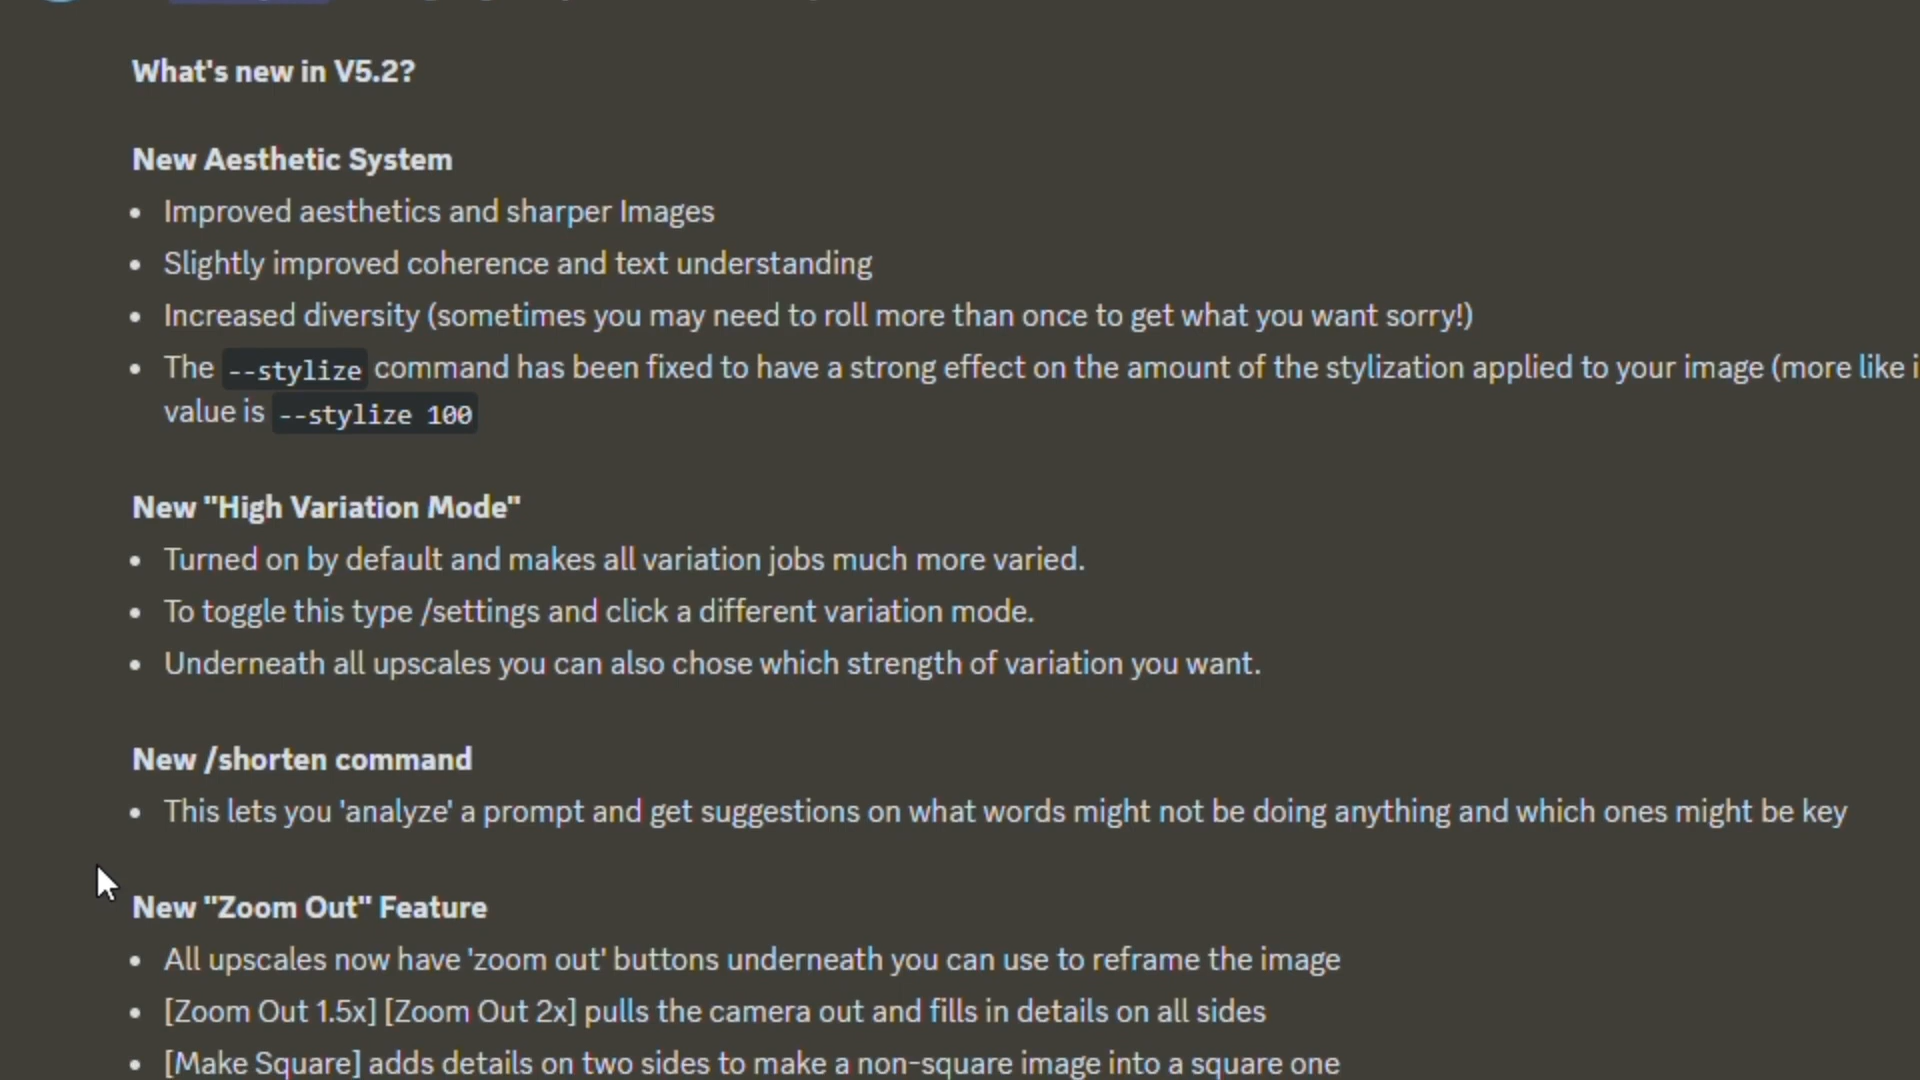 What's new in V5.2?
New Aesthetic System
• Improved aesthetics and sharper Images
• Slightly improved coherence and text understanding
• Increased diversity (sometimes you may need to roll more than once to get what you want sorry!)
• The --stylize command has been fixed to have a strong effect on the amount of the stylization applied to your image (more like
value is --stylize 100
New "High Variation Mode"
• Turned on by default and makes all variation jobs much more varied.
• To toggle this type /settings and click a different variation mode.
• Underneath all upscales you can also chose which strength of variation you want.
New /shorten command
• This lets you 'analyze' a prompt and get suggestions on what words might not be doing anything and which ones might be key
New "Zoom Out" Feature
• All upscales now have 'zoom out' buttons underneath you can use to reframe the image
• [Zoom Out 1.5x] [Zoom Out 2x] pulls the camera out and fills in details on all sides
• [Make Square] adds details on two sides to make a non-square image into a square one